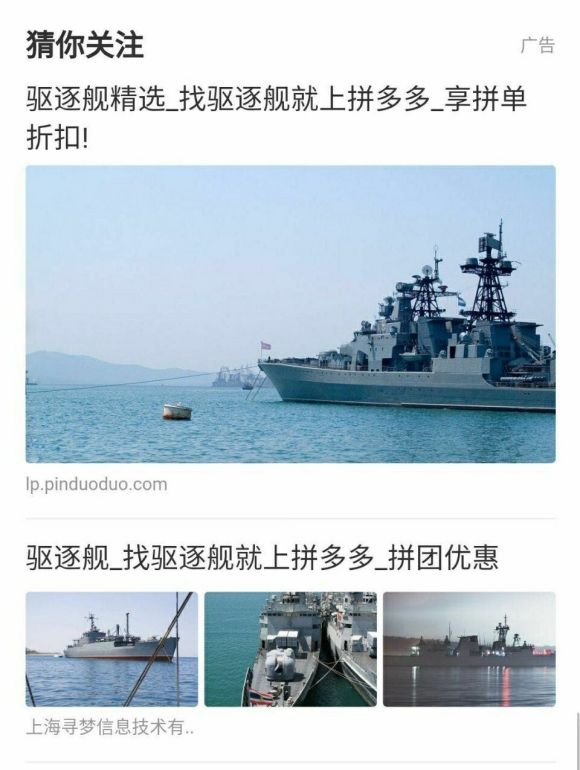 猜你关注
广告
驱逐舰精选_找驱逐舰就上拼多多_享拼单
折扣!
lp.pinduoduo.com
驱逐舰_找驱逐舰就上拼多多_拼团优惠
上海寻梦信息技术有..